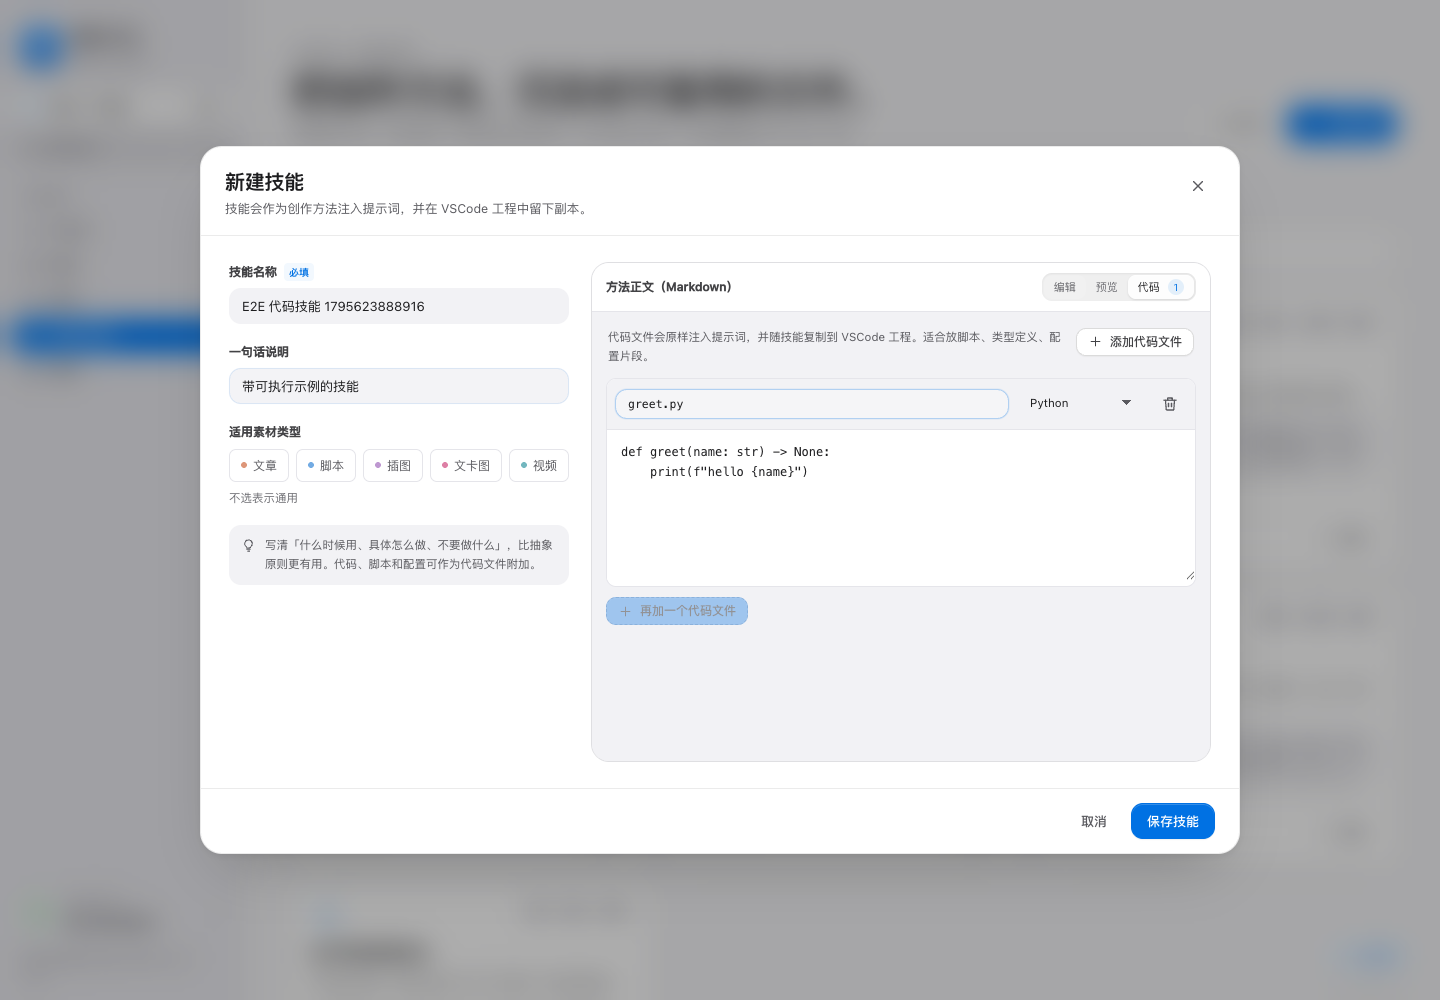 新建技能
技能会作为创作方法注入提示词，并在 VSCode 工程中留下副本。
技能名称 必填
E2E 代码技能 1795623888916
一句话说明
带可执行示例的技能
适用素材类型
文章 脚本 插图 文卡图 视频
不选表示通用
写清「什么时候用、具体怎么做、不要做什么」，比抽象
原则更有用。代码、脚本和配置可作为代码文件附加。
方法正文（Markdown）
编辑 预览 代码 1
代码文件会原样注入提示词，并随技能复制到 VSCode 工程。适合放脚本、类型定义、配
置片段。
添加代码文件
greet.py
Python
def greet(name: str) -> None:
    print(f"hello {name}")
再加一个代码文件
取消 保存技能